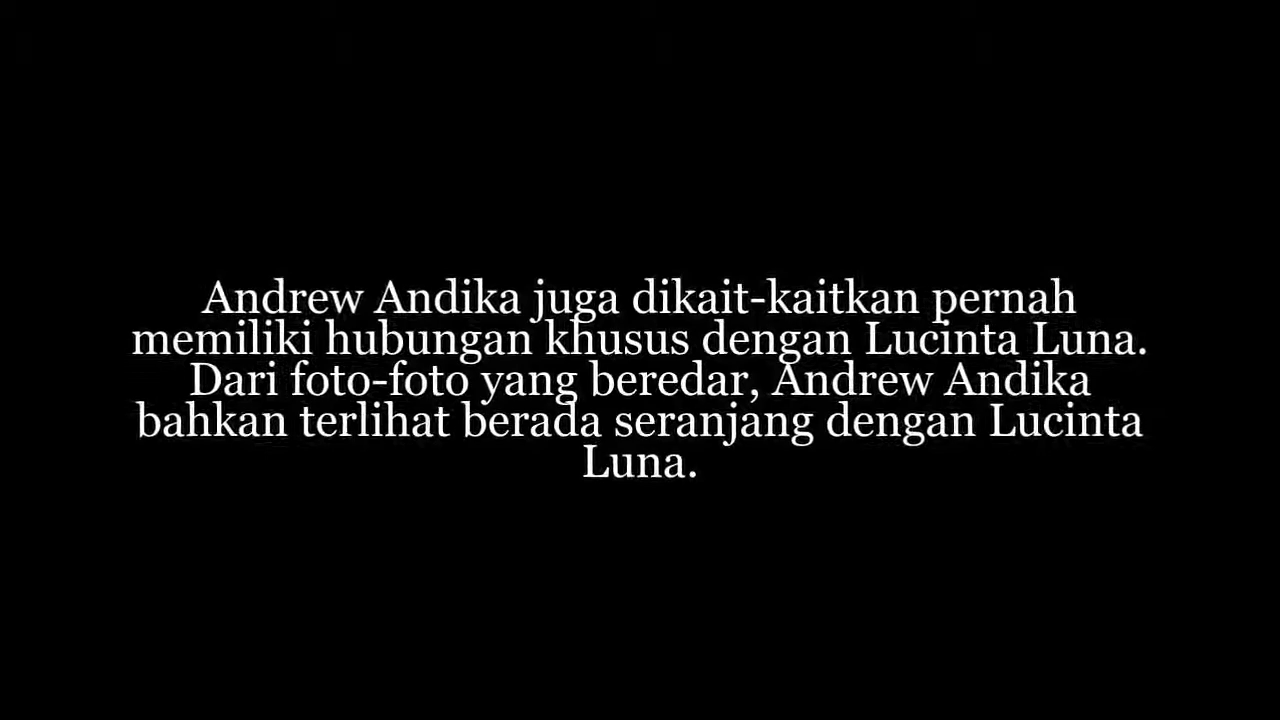 Andrew Andika juga dikait-kaitkan pernah
memiliki hubungan khusus dengan Lucinta Luna.
Dari foto-foto yang beredar, Andrew Andika
bahkan terlihat berada seranjang dengan Lucinta
Luna.